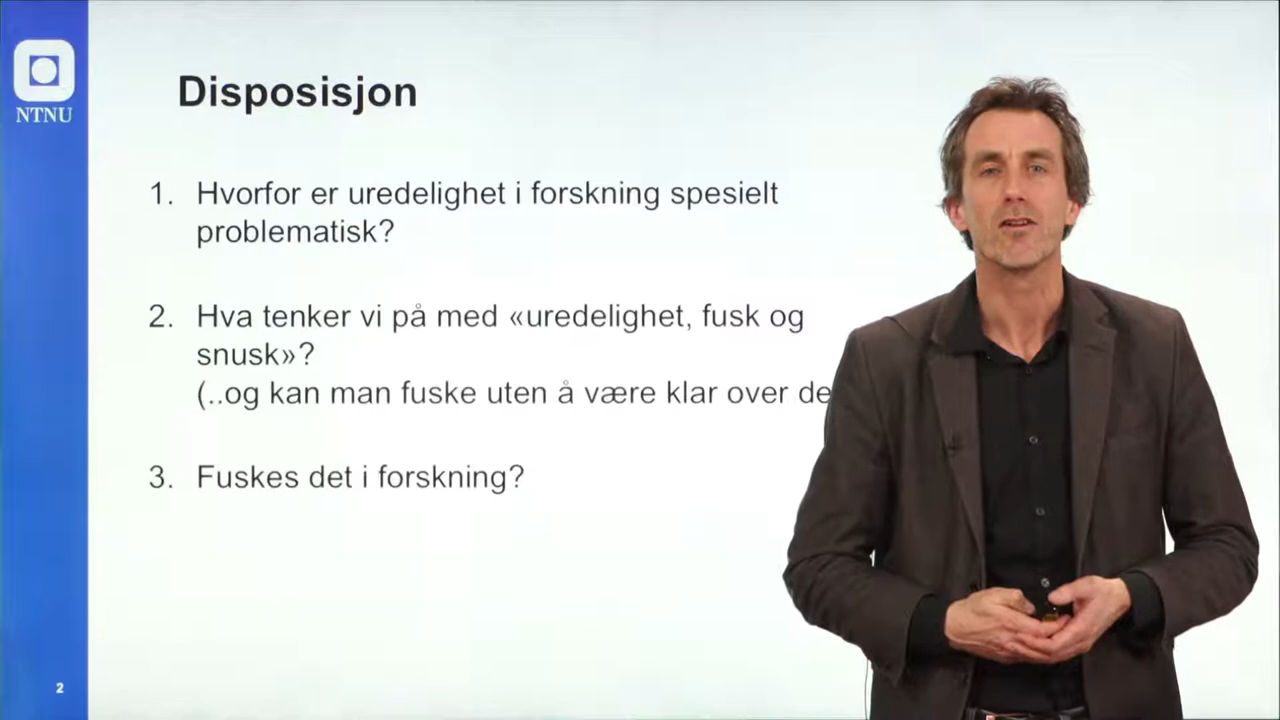 NTNU
Disposisjon
1. Hvorfor er uredelighet i forskning spesielt
problematisk?
2. Hva tenker vi på med «uredelighet, fusk og
snusk»?
(..og kan man fuske uten å være klar over de
3. Fuskes det i forskning?
2